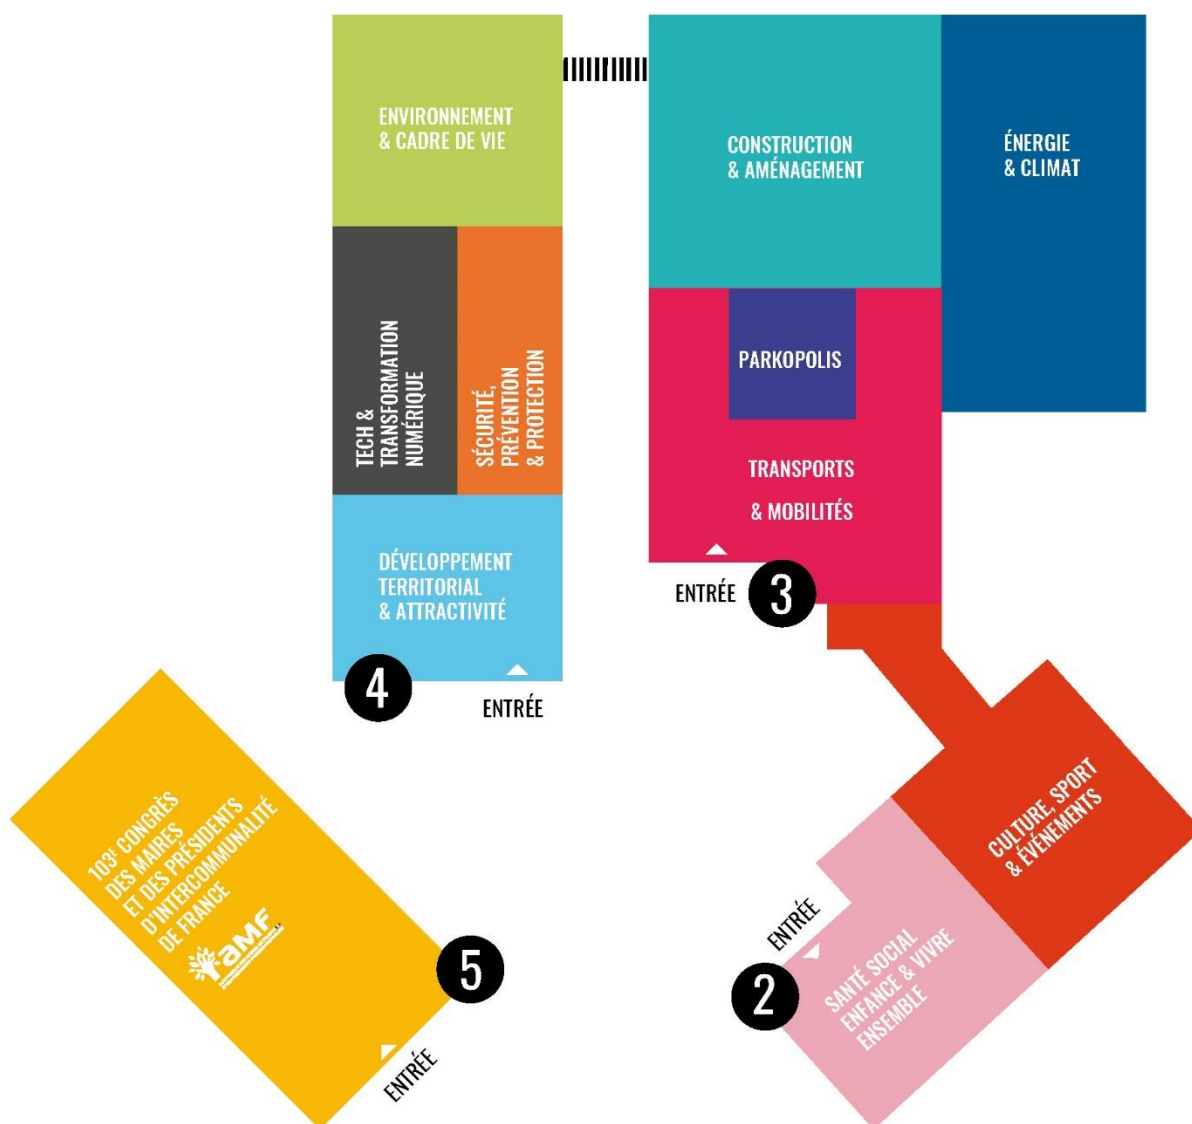 ENVIRONNEMENT
& CADRE DE VIE
CONSTRUCTION
& AMÉNAGEMENT
ÉNERGIE
& CLIMAT
TECH &
TRANSFORMATION
NUMÉRIQUE
SÉCURITÉ,
PRÉVENTION
& PROTECTION
PARKOPOLIS
TRANSPORTS
& MOBILITÉS
DÉVELOPPEMENT
TERRITORIAL
& ATTRACTIVITÉ
ENTRÉE
3
4
ENTRÉE
103E CONGRÈS
DES MAIRES
ET DES PRÉSIDENTS
D'INTERCOMMUNALITÉ
DE FRANCE
aMF
5
ENTRÉE
CULTURE, SPORT
& ÉVÉNEMENTS
ENTRÉE
2
SANTÉ SOCIAL
ENFANCE & VIVRE
ENSEMBLE